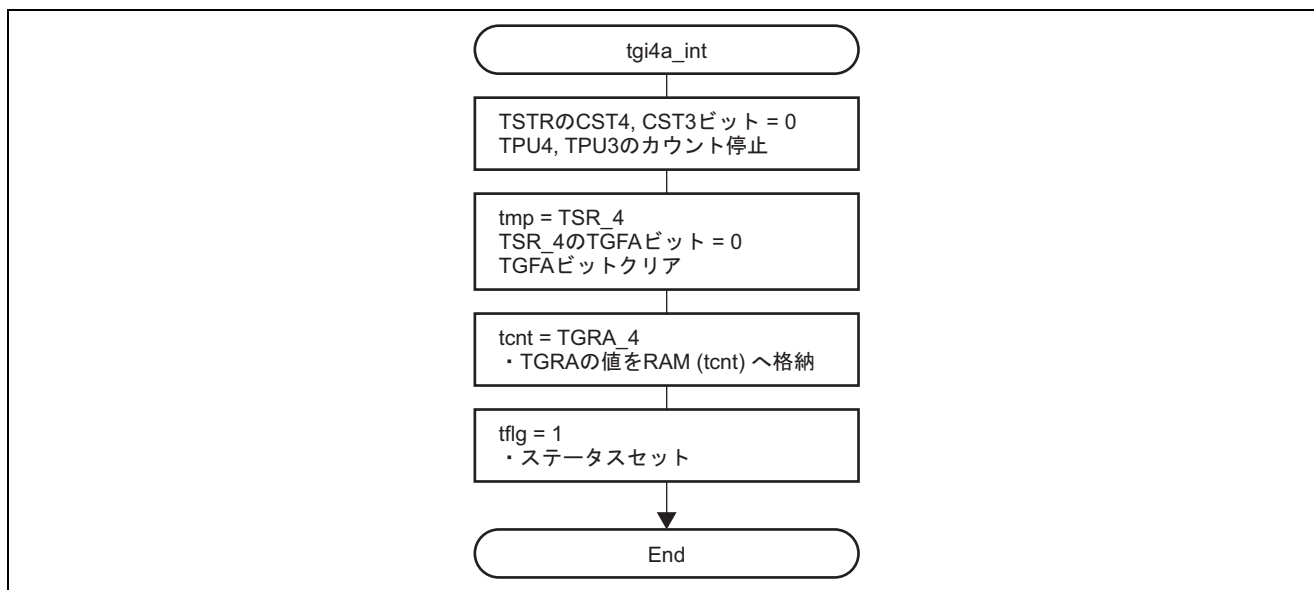 tgi4a_int
TSTRのCST4, CST3ビット = 0
TPU4, TPU3のカウント停止
tmp = TSR_4
TSR_4のTGFAビット = 0
TGFAビットクリア
tcnt = TGRA_4
・TGRAの値をRAM (tcnt) へ格納
tflg = 1
・ステータスセット
End